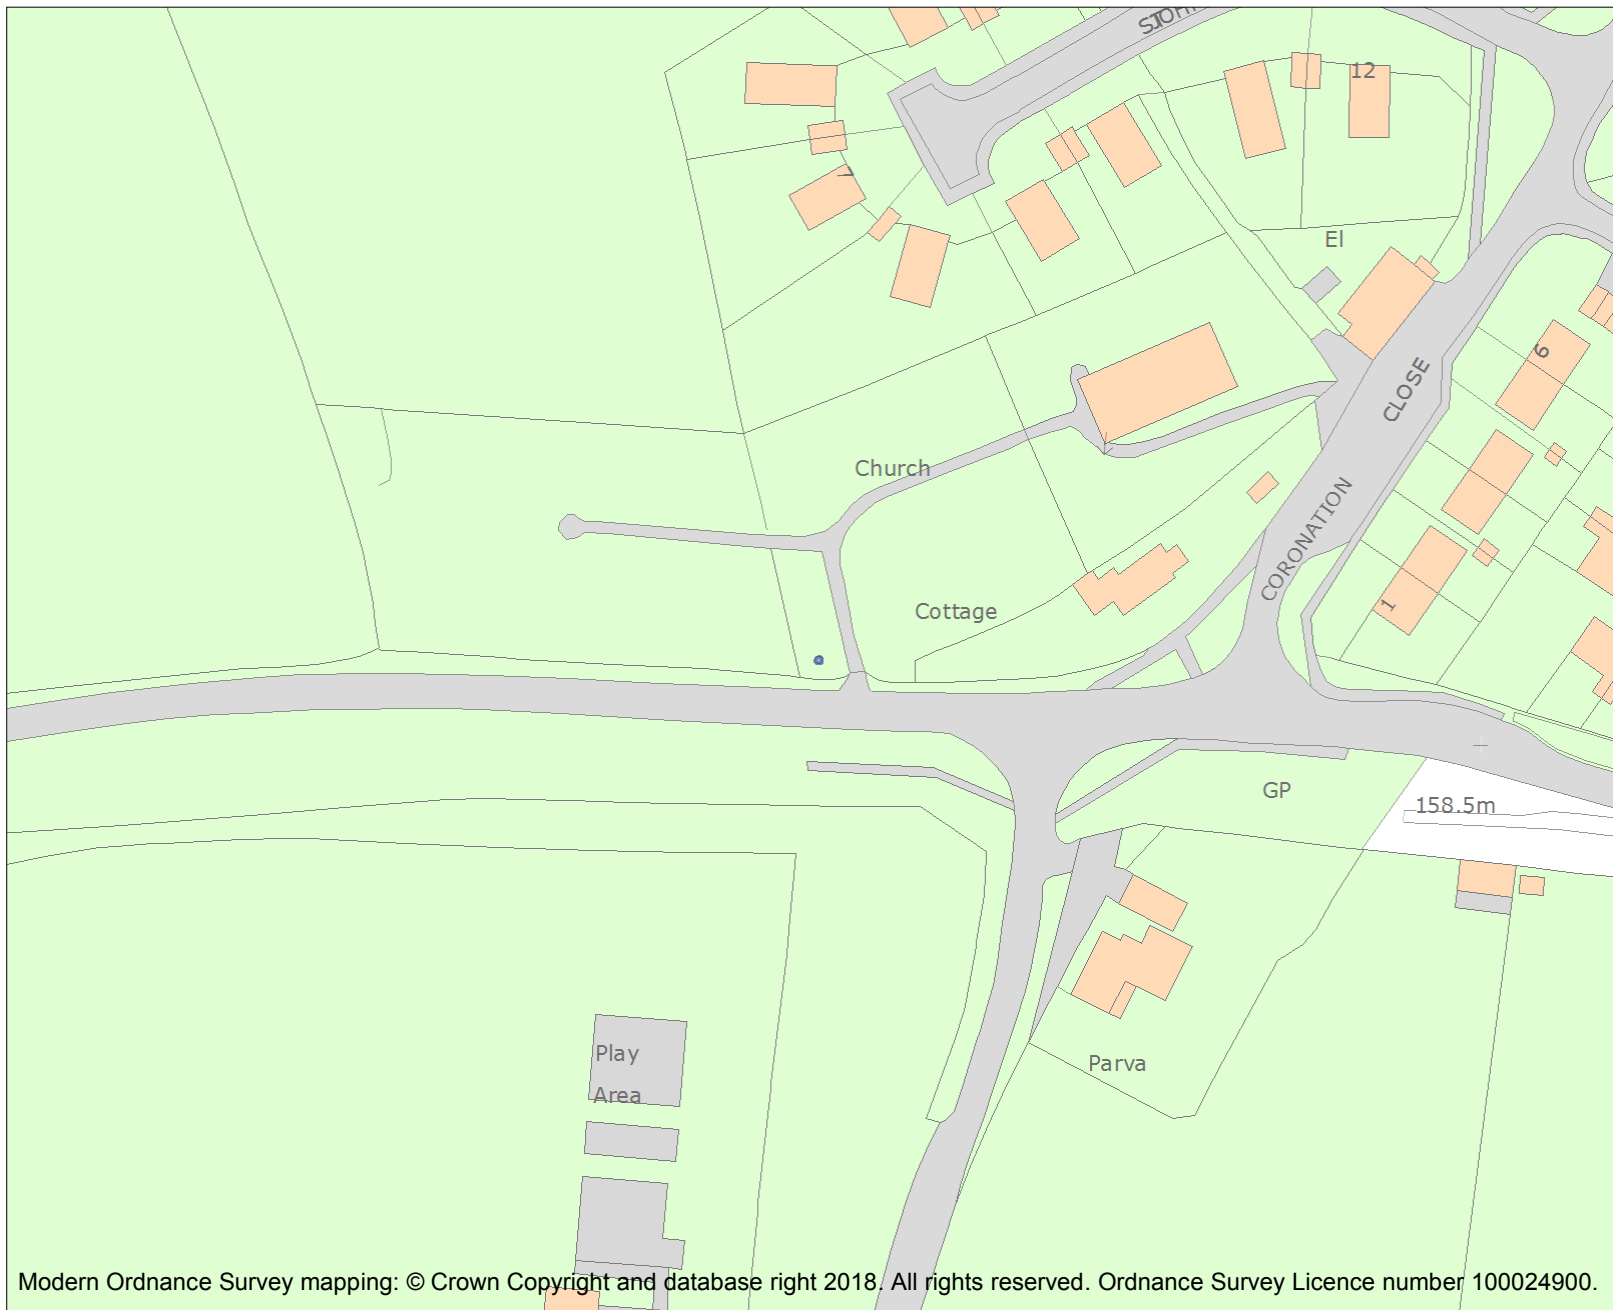 12
7
El
6
CLOSE
Church
CORONATION
Cottage
1
GP
158.5m
Play
Area
Parva
Modern Ordnance Survey mapping: © Crown Copyright and database right 2018. All rights reserved. Ordnance Survey Licence number 100024900.